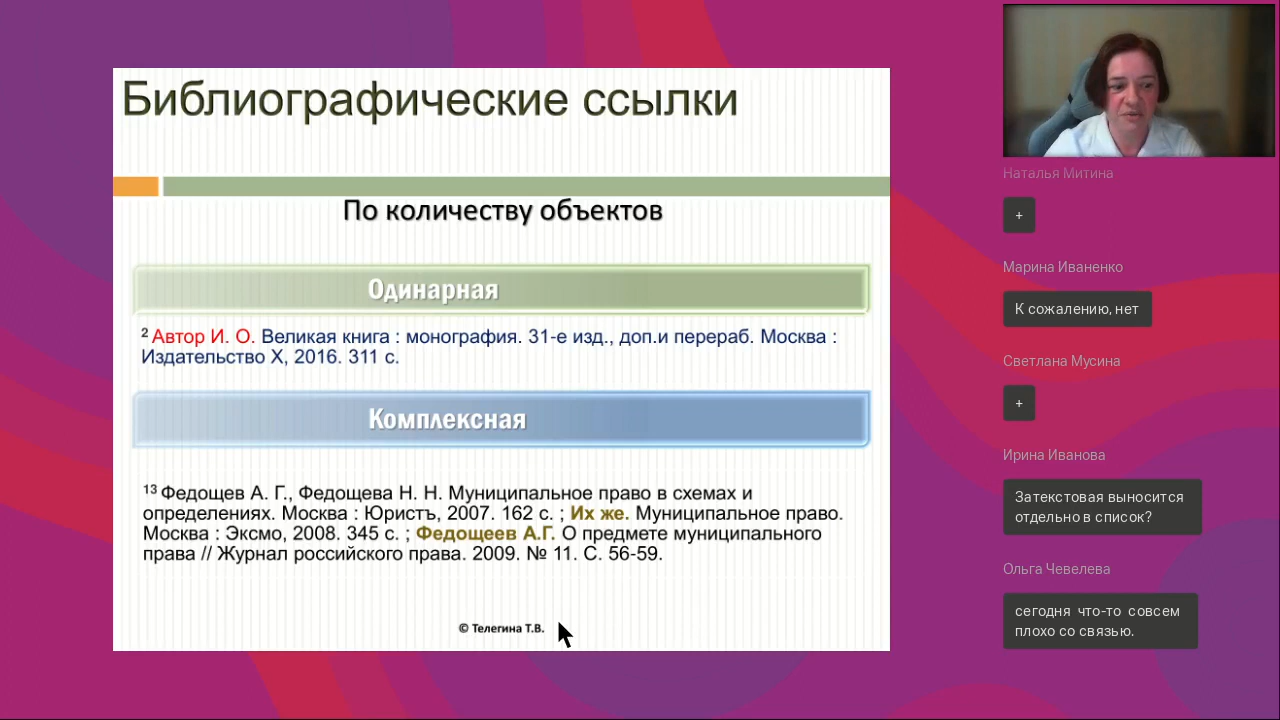 Библиографические ссылки
По количеству объектов
Одинарная
2 Автор И. О. Великая книга : монография. 31-е изд., доп.и перераб. Москва :
Издательство Х, 2016. 311 с.
Комплексная
13 Федощев А. Г., Федощева Н. Н. Муниципальное право в схемах и
определениях. Москва : Юристъ, 2007. 162 с. ; Их же. Муниципальное право.
Москва : Эксмо, 2008. 345 с. ; Федощеев А.Г. О предмете муниципального
права // Журнал российского права. 2009. № 11. С. 56-59.
© Телегина Т.В.
Наталья Митина
+
Марина Иваненко
К сожалению, нет
Светлана Мусина
+
Ирина Иванова
Затекстовая выносится
отдельно в список?
Ольга Чевелева
сегодня что-то совсем
плохо со связью.